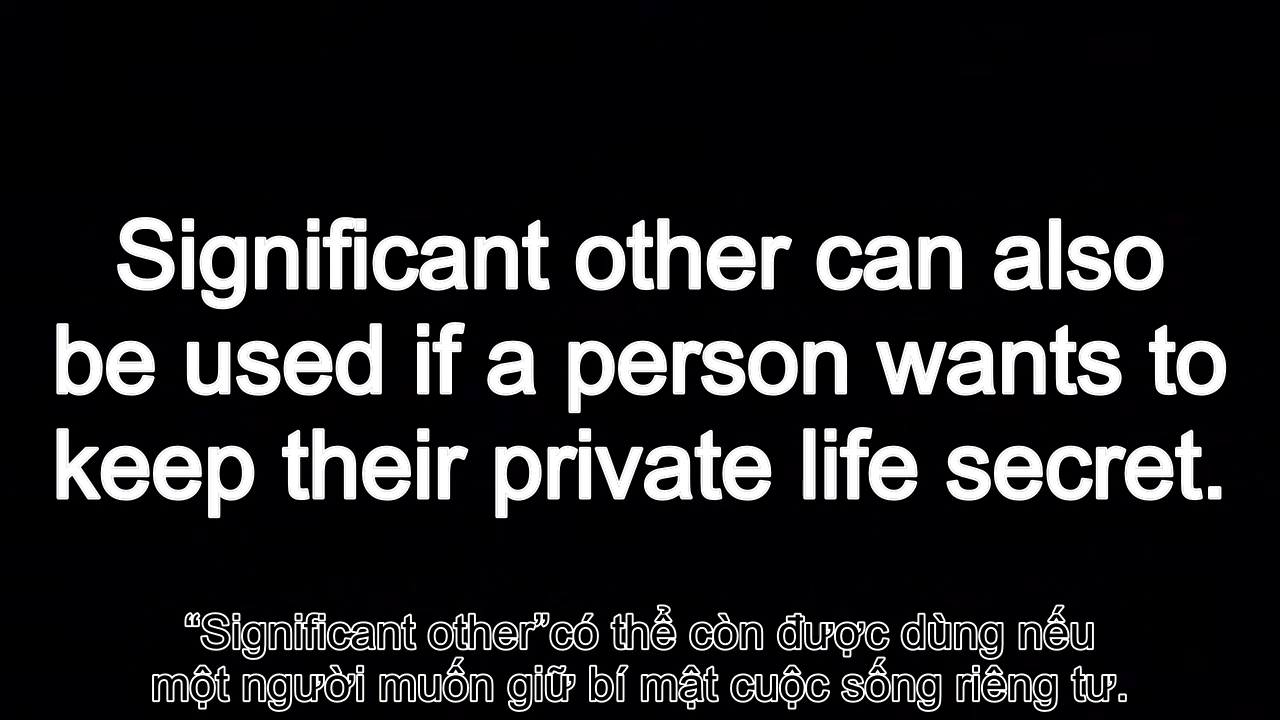 Significant other can also
be used if a person wants to
keep their private life secret.
“Significant other”có thể còn được dùng nếu
một người muốn giữ bí mật cuộc sống riêng tư.